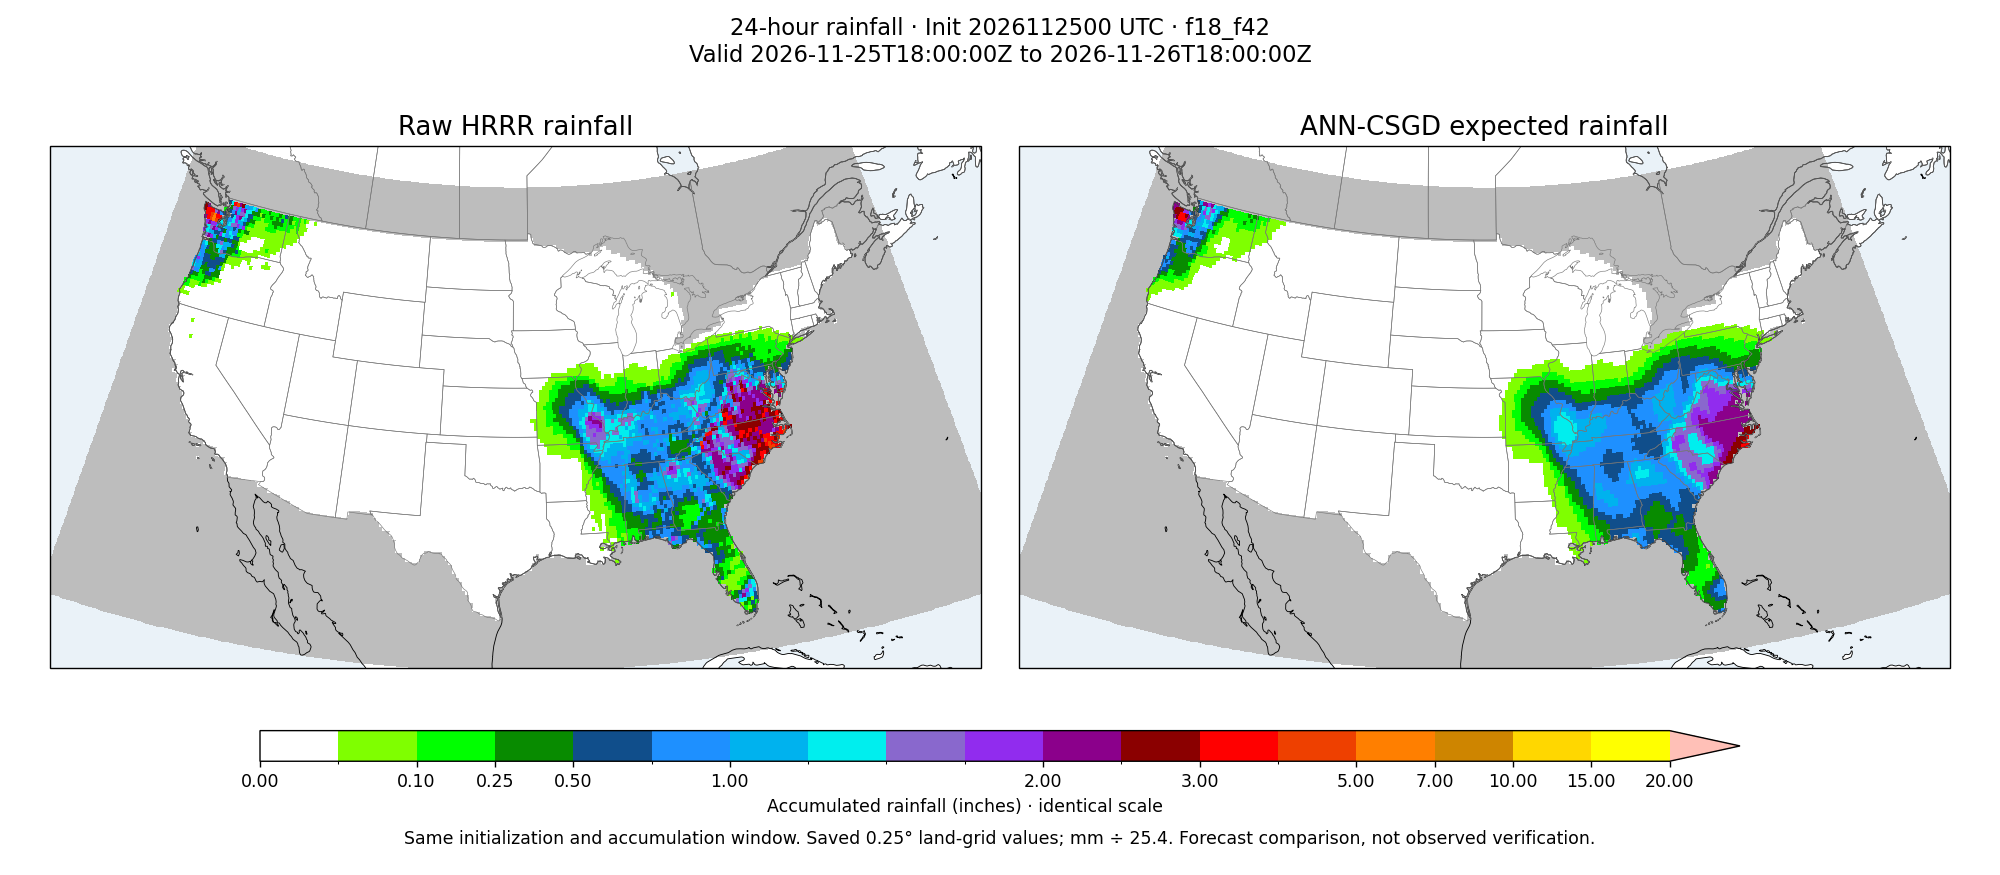 24-hour rainfall · Init 2026112500 UTC · f18_f42
Valid 2026-11-25T18:00:00Z to 2026-11-26T18:00:00Z
Raw HRRR rainfall
ANN-CSGD expected rainfall
0.00 0.10 0.25 0.50 1.00 2.00 3.00 5.00 7.00 10.00 15.00 20.00
Accumulated rainfall (inches) · identical scale
Same initialization and accumulation window. Saved 0.25° land-grid values; mm ÷ 25.4. Forecast comparison, not observed verification.